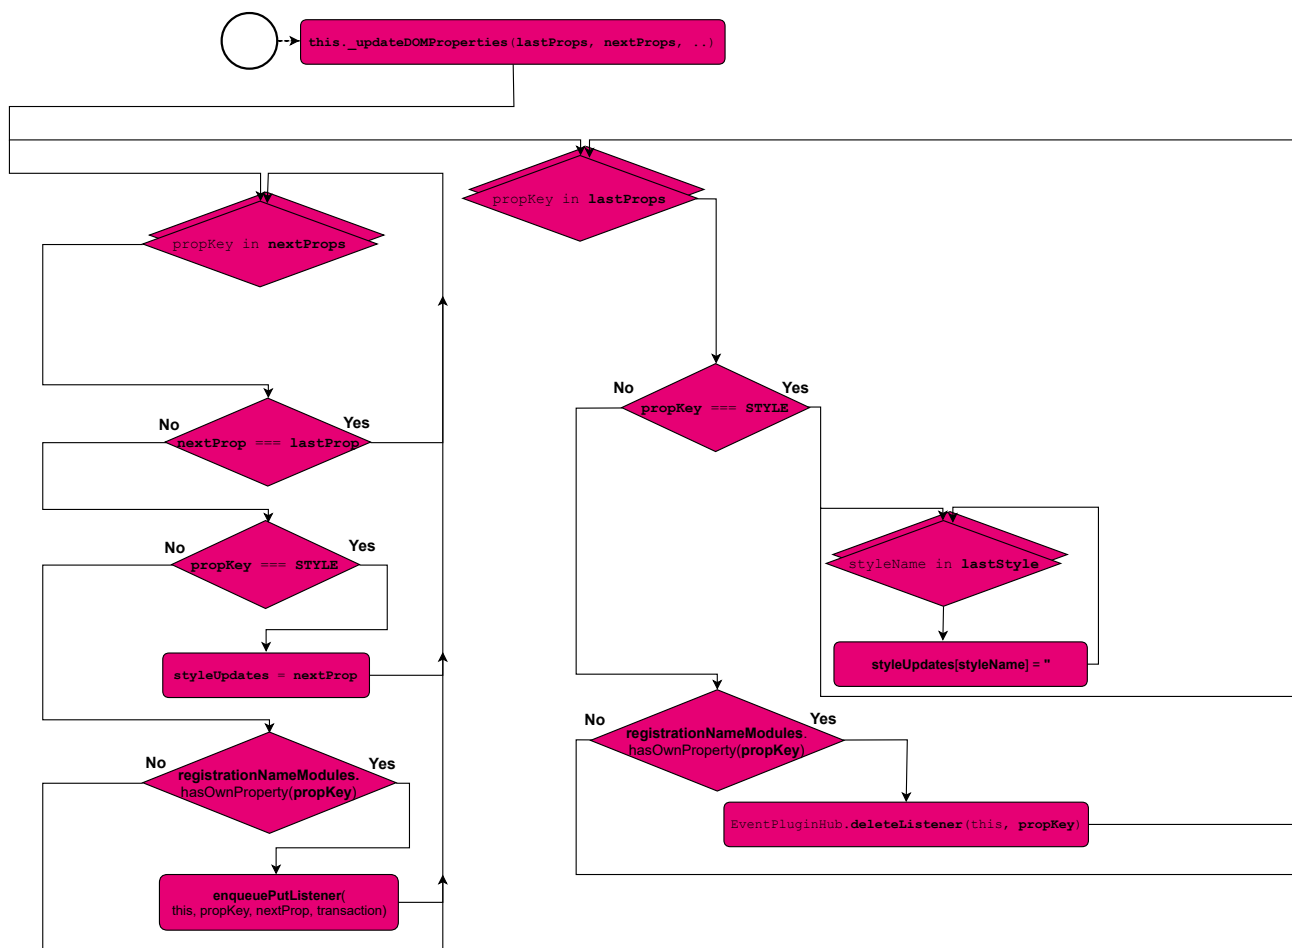 this._updateDOMProperties(lastProps, nextProps, ..)
propKey in lastProps
propKey in nextProps
No
Yes
propKey === STYLE
No
Yes
nextProp === lastProp
styleName in lastStyle
No
Yes
propKey === STYLE
styleUpdates[styleName] = ''
styleUpdates = nextProp
No
Yes
registrationNameModules.
hasOwnProperty(propKey)
No
Yes
registrationNameModules.
hasOwnProperty(propKey)
EventPluginHub.deleteListener(this, propKey)
enqueuePutListener(
this, propKey, nextProp, transaction)